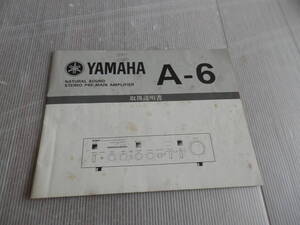 YAMAHA
A-6
NATURAL SOUND
STEREO PRE-MAIN AMPLIFIER
取扱説明書